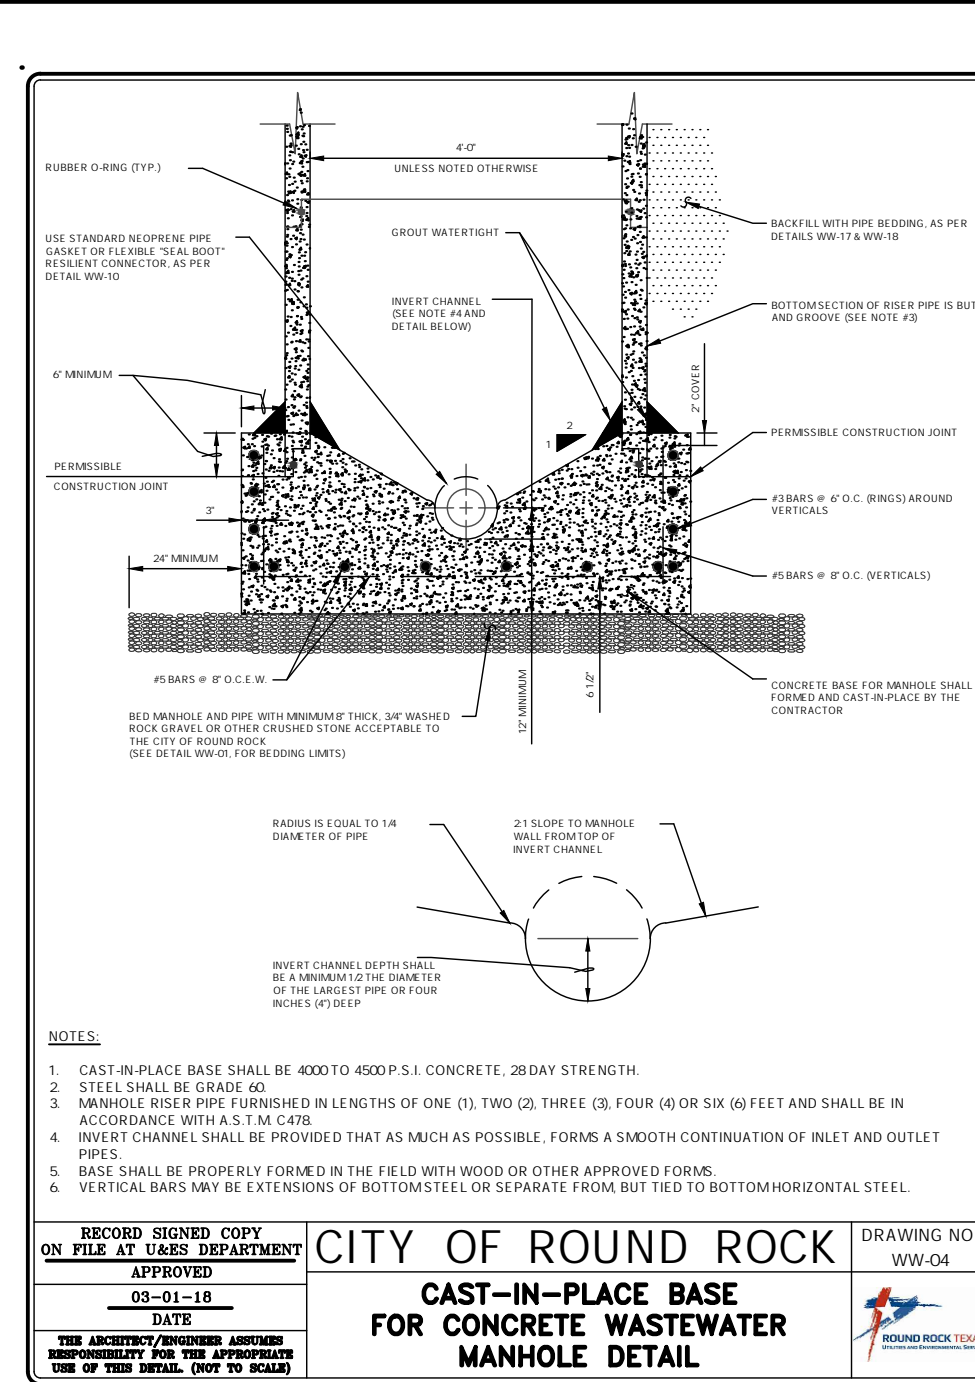 4'-0"
UNLESS NOTED OTHERWISE
RUBBER O-RING (TYP.)
BACKFILL WITH PIPE BEDDING, AS PER
DETAILS WW-17 & WW-18
USE STANDARD NEOPRENE PIPE
GASKET OR FLEXIBLE "SEAL BOOT"
RESILIENT CONNECTOR, AS PER
DETAIL WW-10
GROUT WATERTIGHT
INVERT CHANNEL
(SEE NOTE #4 AND
DETAIL BELOW)
BOTTOM SECTION OF RISER PIPE IS BUT
AND GROOVE (SEE NOTE #3)
6" MINIMUM
2" COVER
2
1
PERMISSIBLE CONSTRUCTION JOINT
PERMISSIBLE
CONSTRUCTION JOINT
#3 BARS @ 6" O.C. (RINGS) AROUND
VERTICALS
3"
24" MINIMUM
#5 BARS @ 8" O.C. (VERTICALS)
#5 BARS @ 8" O.C.E.W.
12" MINIMUM
6 1/2"
CONCRETE BASE FOR MANHOLE SHALL
FORMED AND CAST-IN-PLACE BY THE
CONTRACTOR
BED MANHOLE AND PIPE WITH MINIMUM 8" THICK, 3/4" WASHED
ROCK GRAVEL OR OTHER CRUSHED STONE ACCEPTABLE TO
THE CITY OF ROUND ROCK
(SEE DETAIL WW-01, FOR BEDDING LIMITS)
RADIUS IS EQUAL TO 1/4
DIAMETER OF PIPE
2:1 SLOPE TO MANHOLE
WALL FROM TOP OF
INVERT CHANNEL
INVERT CHANNEL DEPTH SHALL
BE A MINIMUM 1/2 THE DIAMETER
OF THE LARGEST PIPE OR FOUR
INCHES (4") DEEP
NOTES:
1. CAST-IN-PLACE BASE SHALL BE 4000 TO 4500 P.S.I. CONCRETE, 28 DAY STRENGTH.
2. STEEL SHALL BE GRADE 60.
3. MANHOLE RISER PIPE FURNISHED IN LENGTHS OF ONE (1), TWO (2), THREE (3), FOUR (4) OR SIX (6) FEET AND SHALL BE IN
ACCORDANCE WITH A.S.T.M. C478.
4. INVERT CHANNEL SHALL BE PROVIDED THAT AS MUCH AS POSSIBLE, FORMS A SMOOTH CONTINUATION OF INLET AND OUTLET
PIPES.
5. BASE SHALL BE PROPERLY FORMED IN THE FIELD WITH WOOD OR OTHER APPROVED FORMS.
6. VERTICAL BARS MAY BE EXTENSIONS OF BOTTOM STEEL OR SEPARATE FROM, BUT TIED TO BOTTOM HORIZONTAL STEEL.
RECORD SIGNED COPY
ON FILE AT U&ES DEPARTMENT
APPROVED
03-01-18
DATE
THE ARCHITECT/ENGINEER ASSUMES
RESPONSIBILITY FOR THE APPROPRIATE
USE OF THIS DETAIL. (NOT TO SCALE)
CITY OF ROUND ROCK
CAST-IN-PLACE BASE
FOR CONCRETE WASTEWATER
MANHOLE DETAIL
DRAWING NO
WW-04
ROUND ROCK TEXA
UTILITIES AND ENVIRONMENTAL SERV